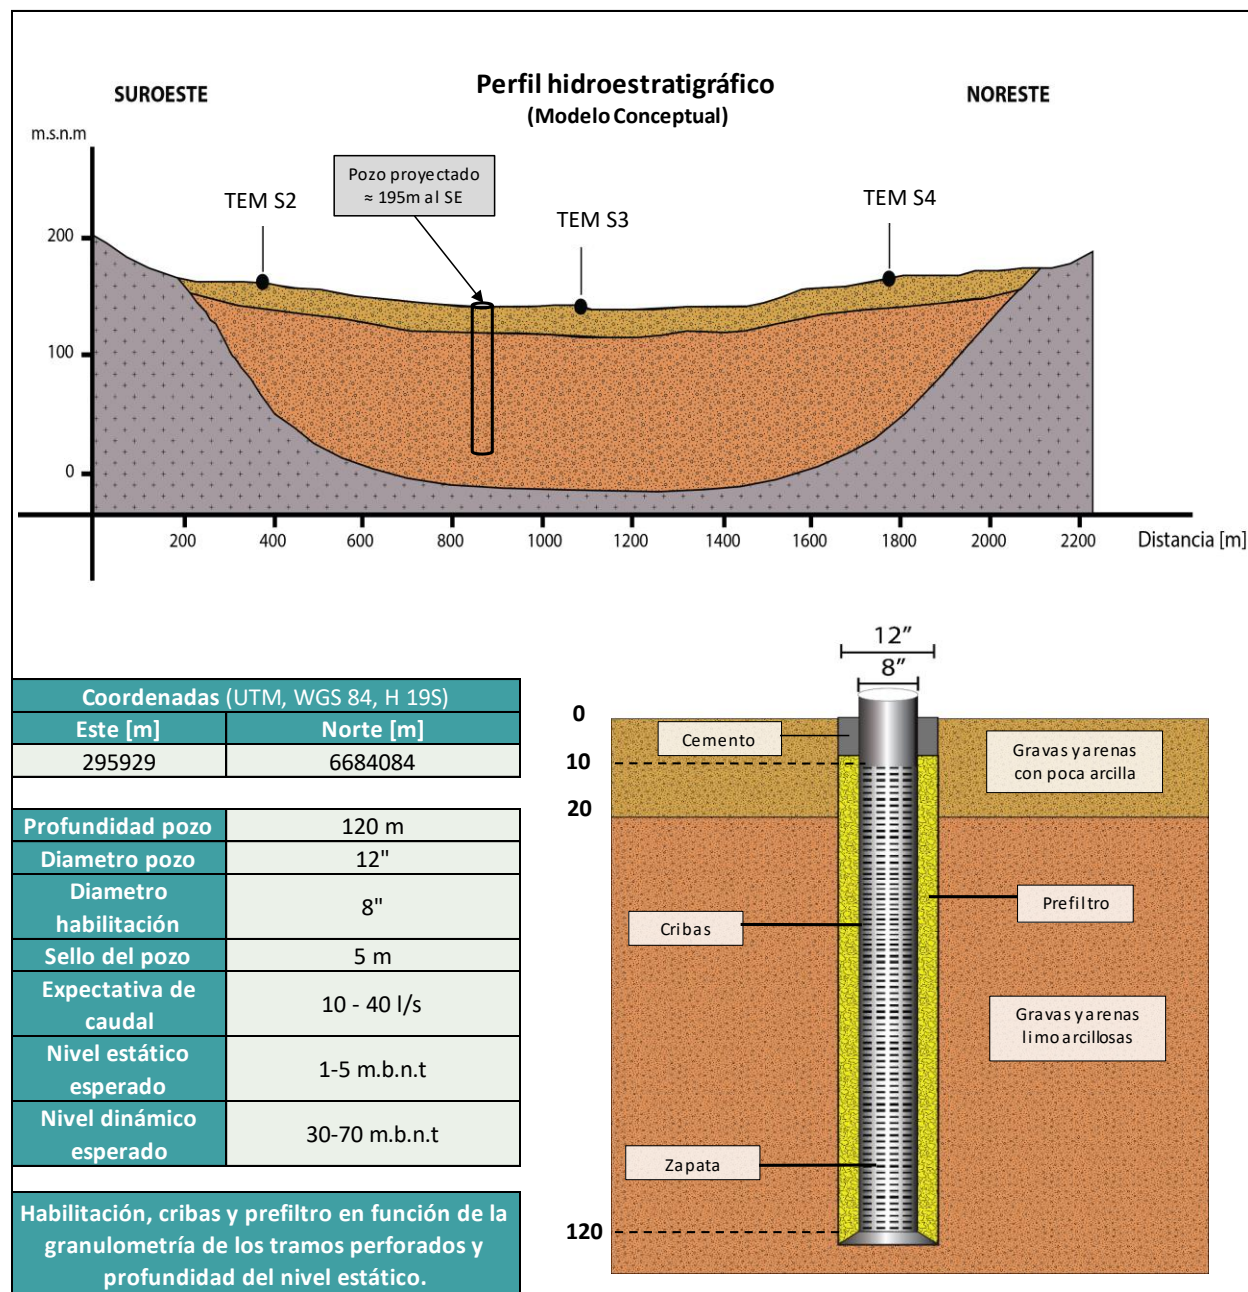 Perfil hidroestratigráfico
(Modelo Conceptual)
SUROESTE
NORESTE
m.s.n.m
Pozo proyectado
≈ 195m al SE
TEM S2
TEM S3
TEM S4
200
100
0
200
400
600
800
1000
1200
1400
1600
1800
2000
2200
Distancia [m]
Coordenadas (UTM, WGS 84, H 19S)
Este [m]
Norte [m]
295929
6684084
Profundidad pozo
120 m
Diametro pozo
12"
Diametro
habilitación
8"
Sello del pozo
5 m
Expectativa de
caudal
10 - 40 l/s
Nivel estático
esperado
1-5 m.b.n.t
Nivel dinámico
esperado
30-70 m.b.n.t
Habilitación, cribas y prefiltro en función de la
granulometría de los tramos perforados y
profundidad del nivel estático.
12”
8”
0
10
20
120
Cemento
Gravas y arenas
con poca arcilla
Prefiltro
Cribas
Gravas y arenas
limo arcillosas
Zapata